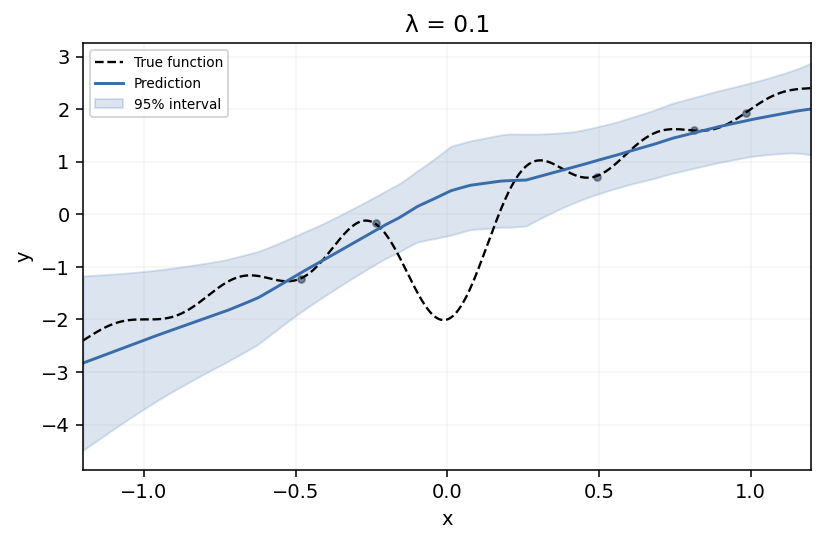 λ = 0.1
True function
Prediction
95% interval
3
2
1
0
−1
−2
−3
−4
y
−1.0 −0.5 0.0 0.5 1.0
x